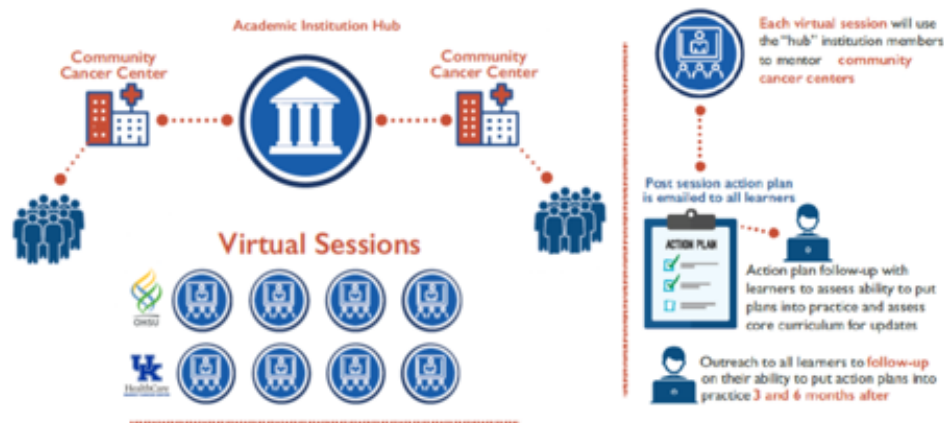 Academic Institution Hub
Community
Cancer Center
Community
Cancer Center
Virtual Sessions
OHSU
UK
HealthCare
Each virtual session will use
the "hub" institution members
to mentor community
cancer centers
Post session action plan
is emailed to all learners
ACTION PLAN
Action plan follow-up with
learners to assess ability to put
plans into practice and assess
core curriculum for updates
Outreach to all learners to follow-up
on their ability to put action plans into
practice 3 and 6 months after